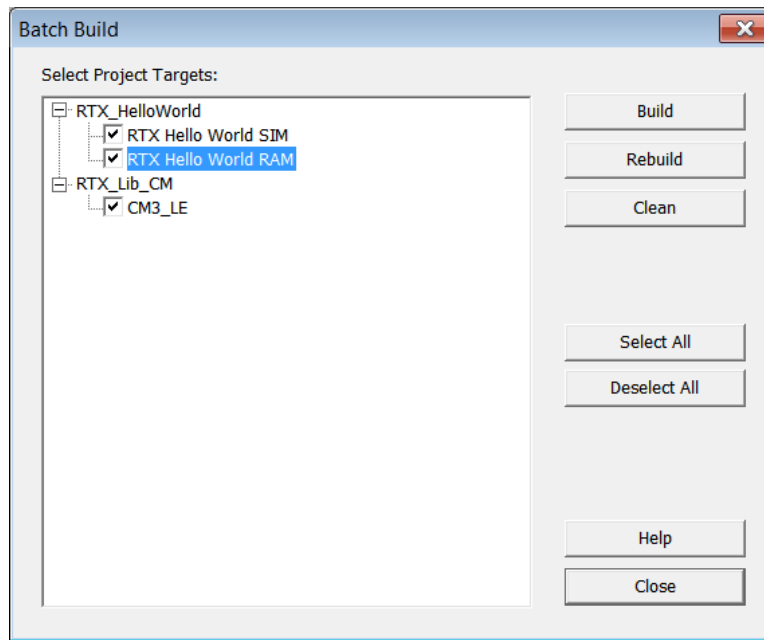 Batch Build
Select Project Targets:
RTX_HelloWorld
RTX Hello World SIM
RTX Hello World RAM
RTX_Lib_CM
CM3_LE
Build
Rebuild
Clean
Select All
Deselect All
Help
Close